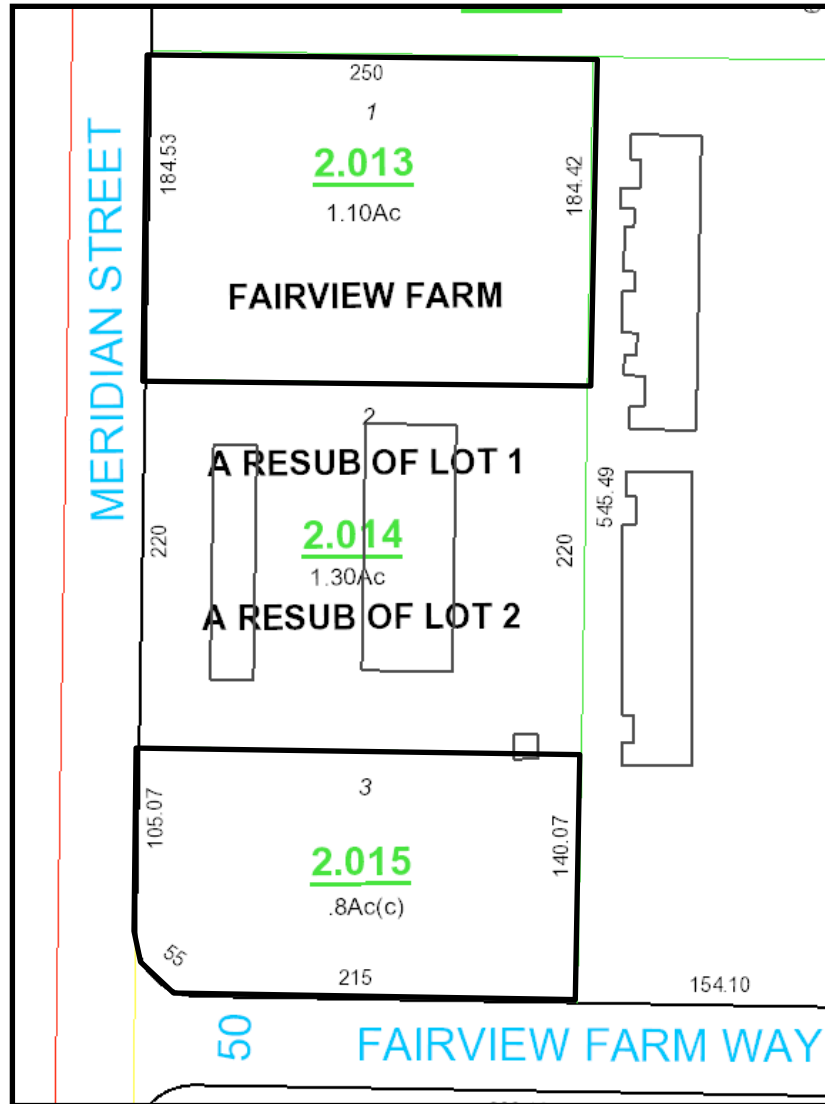 250
1
184.53
2.013
184.42
1.10Ac
FAIRVIEW FARM
MERIDIAN STREET
2
A RESUB OF LOT 1
545.49
220
2.014
220
1.30Ac
A RESUB OF LOT 2
3
105.07
2.015
140.07
.8Ac(c)
55
215
154.10
50
FAIRVIEW FARM WAY